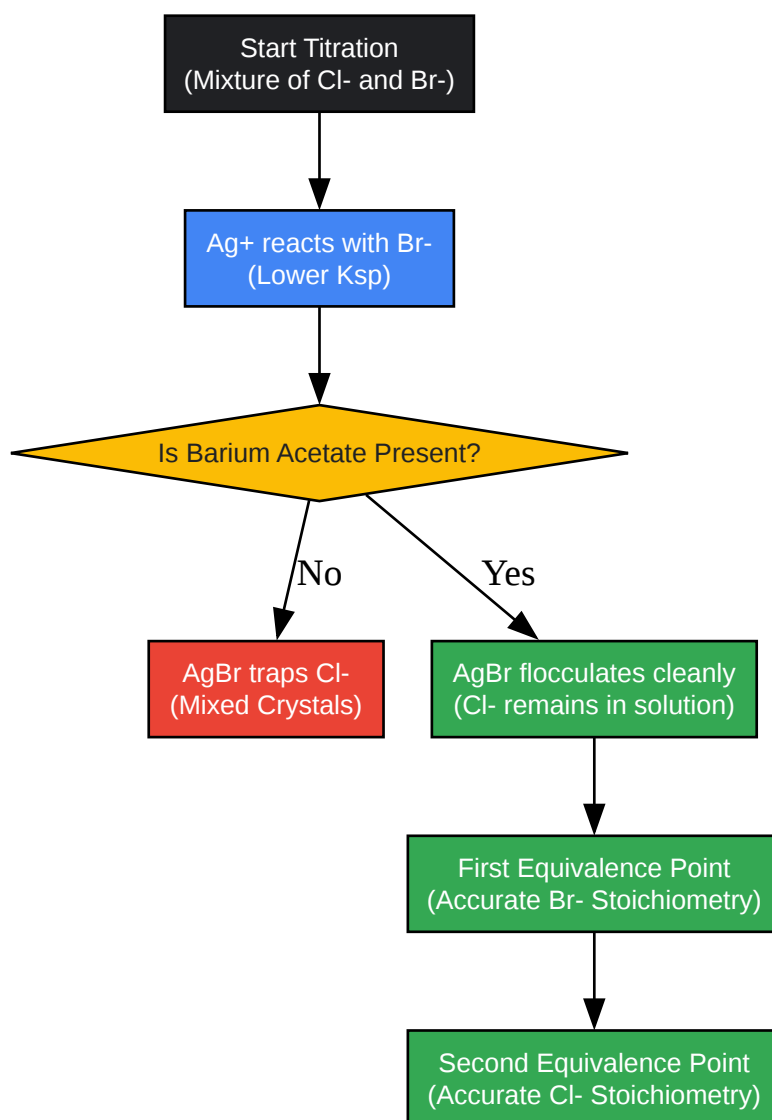 Start Titration
(Mixture of Cl- and Br-)
Ag+ reacts with Br-
(Lower Ksp)
Is Barium Acetate Present?
No
Yes
AgBr traps Cl-
(Mixed Crystals)
AgBr flocculates cleanly
(Cl- remains in solution)
First Equivalence Point
(Accurate Br- Stoichiometry)
Second Equivalence Point
(Accurate Cl- Stoichiometry)